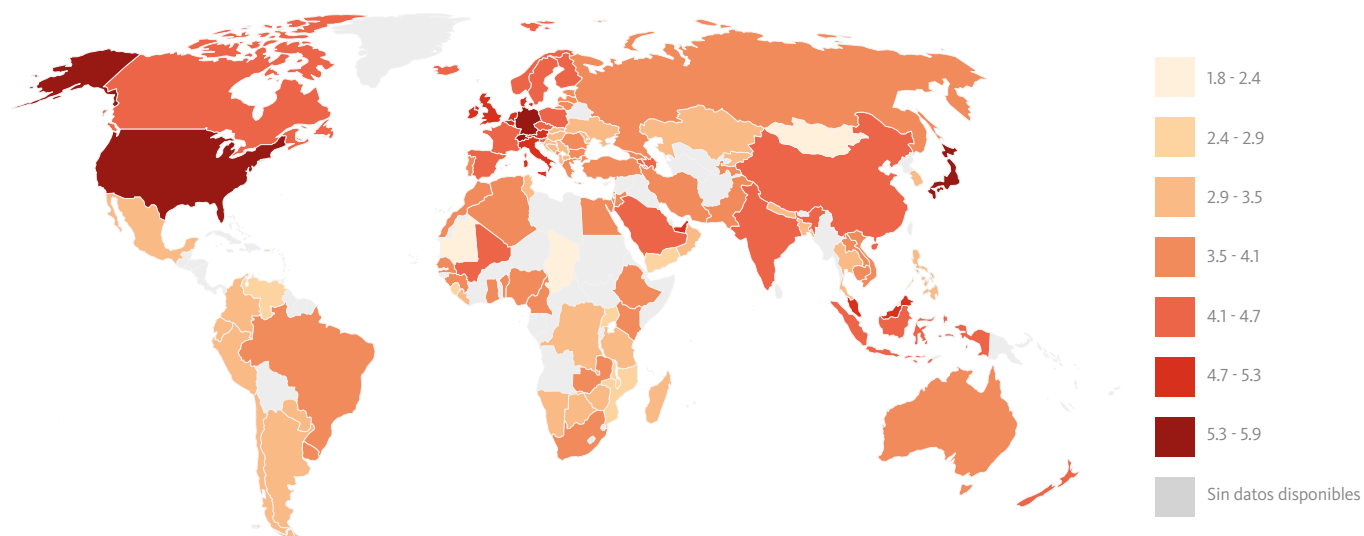 1.8 - 2.4
2.4 - 2.9
2.9 - 3.5
3.5 - 4.1
4.1 - 4.7
4.7 - 5.3
5.3 - 5.9
Sin datos disponibles